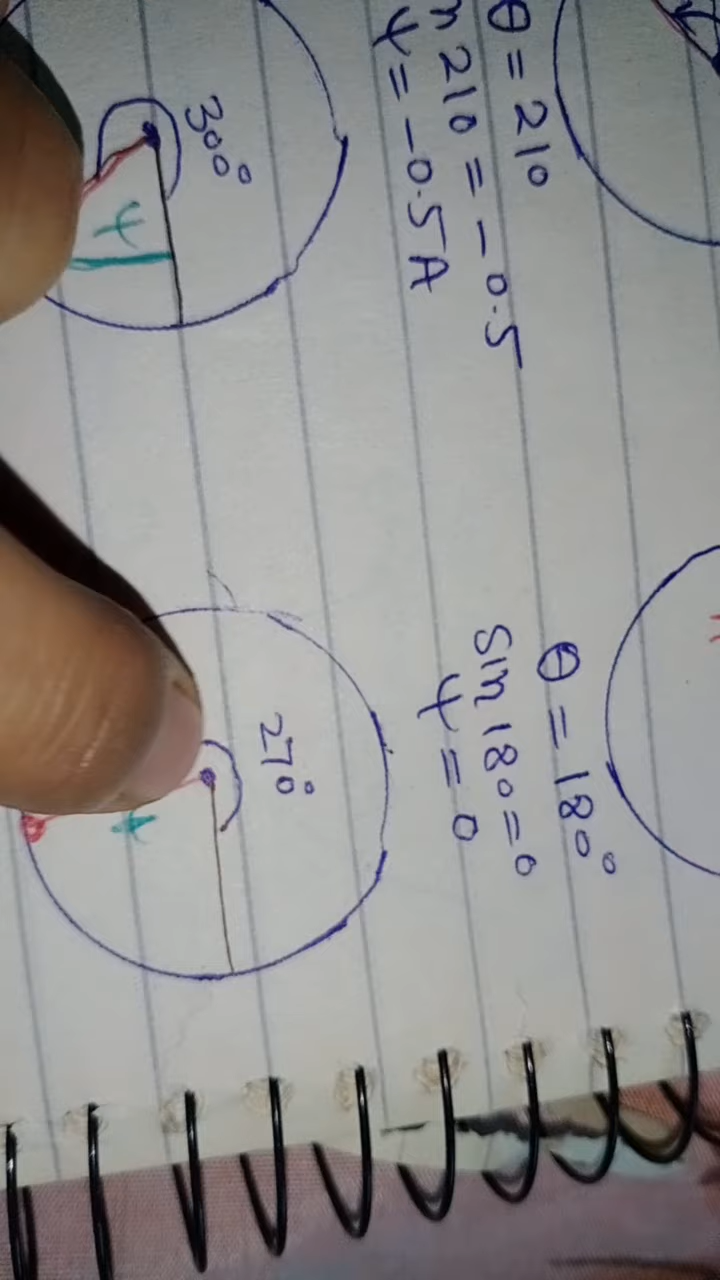 θ = 210
n 210 = -0.5
Y = -0.5A
θ = 180°
Sin 180 = 0
Y = 0
300°
Y
270°
Y